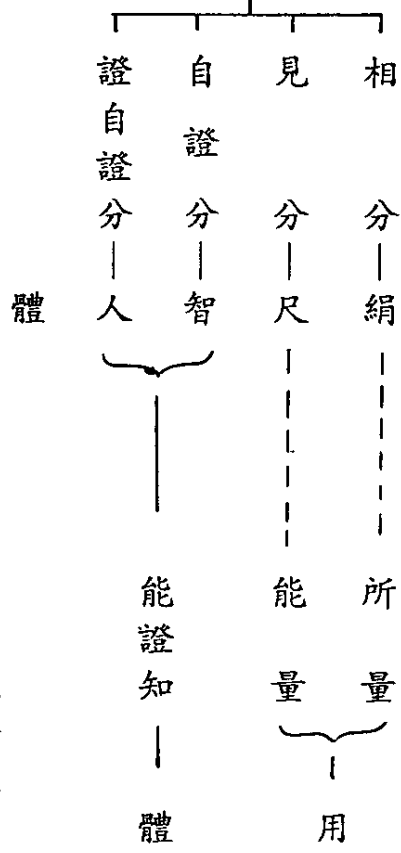 相分—絹
見分—尺
自證分—智
證自證分—人
體
所量
能量
能證知
用
體